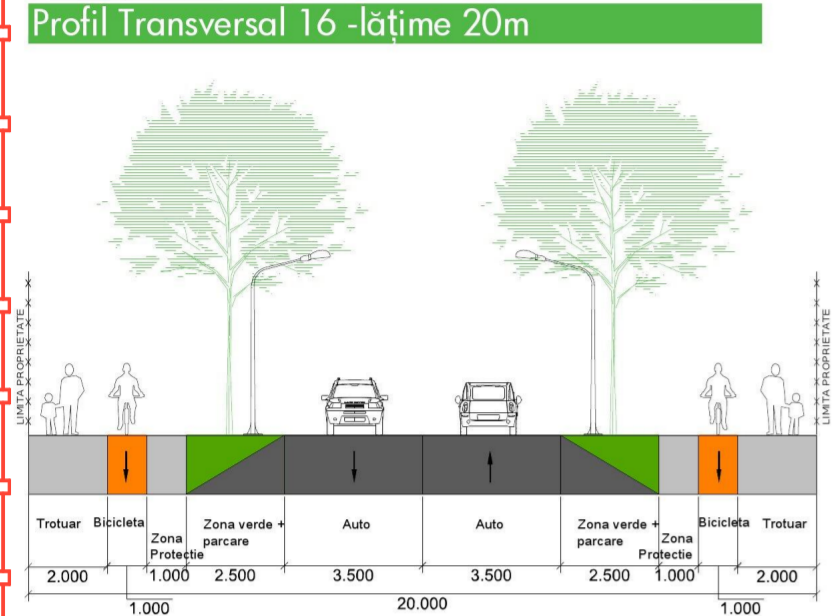 Profil Transversal 16 -lățime 20m
LIMITA PROPRIETATE
LIMITA PROPRIETATE
Trotuar
Bicicleta
Zona
Protectie
Zona verde +
parcare
Auto
Auto
Zona verde +
parcare
Zona
Protectie
Bicicleta
Trotuar
2.000
1.000
2.500
3.500
3.500
2.500
1.000
2.000
1.000
20.000
1.000